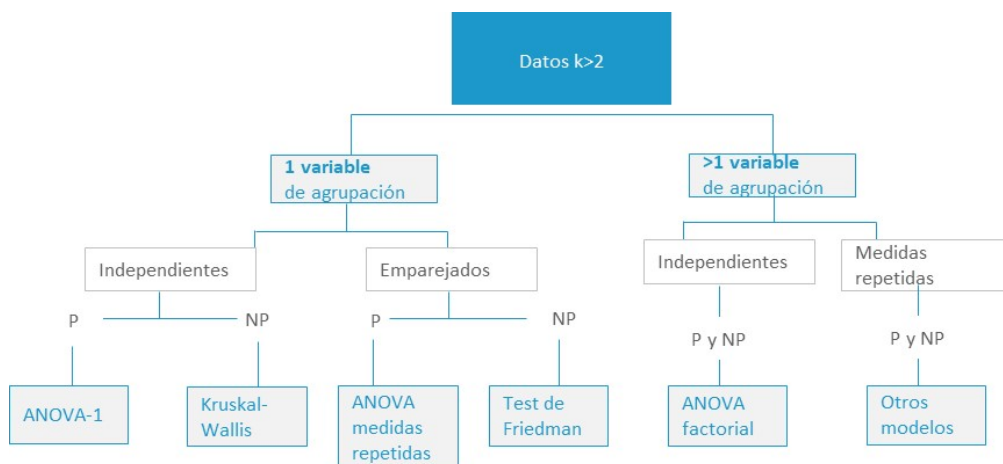 Datos k>2
1 variable
de agrupación
>1 variable
de agrupación
Independientes
Emparejados
Independientes
Medidas
repetidas
P
NP
P
NP
P y NP
P y NP
ANOVA-1
Kruskal-
Wallis
ANOVA
medidas
repetidas
Test de
Friedman
ANOVA
factorial
Otros
modelos